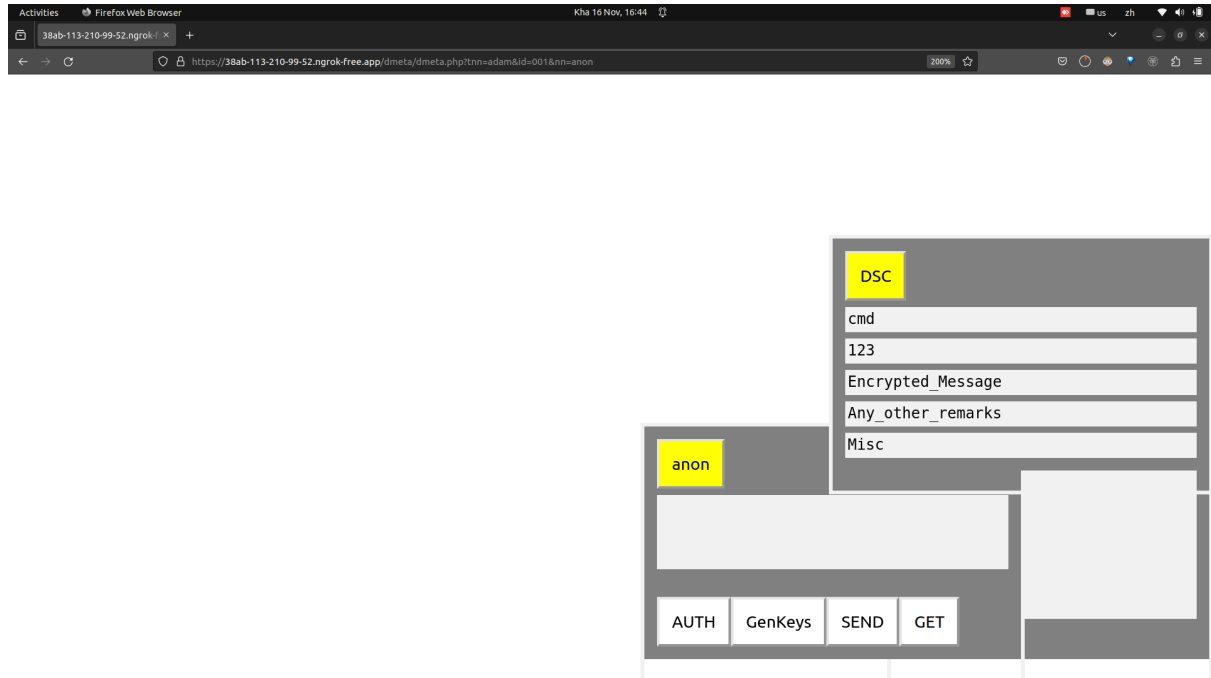 Activities Firefox Web Browser Kha 16 Nov, 16:44 us zh
38ab-113-210-99-52.ngrok-f
https://38ab-113-210-99-52.ngrok-free.app/dmeta/dmeta.php?tnn=adam&id=001&nn=anon 200%
DSC
cmd
123
Encrypted_Message
Any_other_remarks
Misc
anon
AUTH GenKeys SEND GET